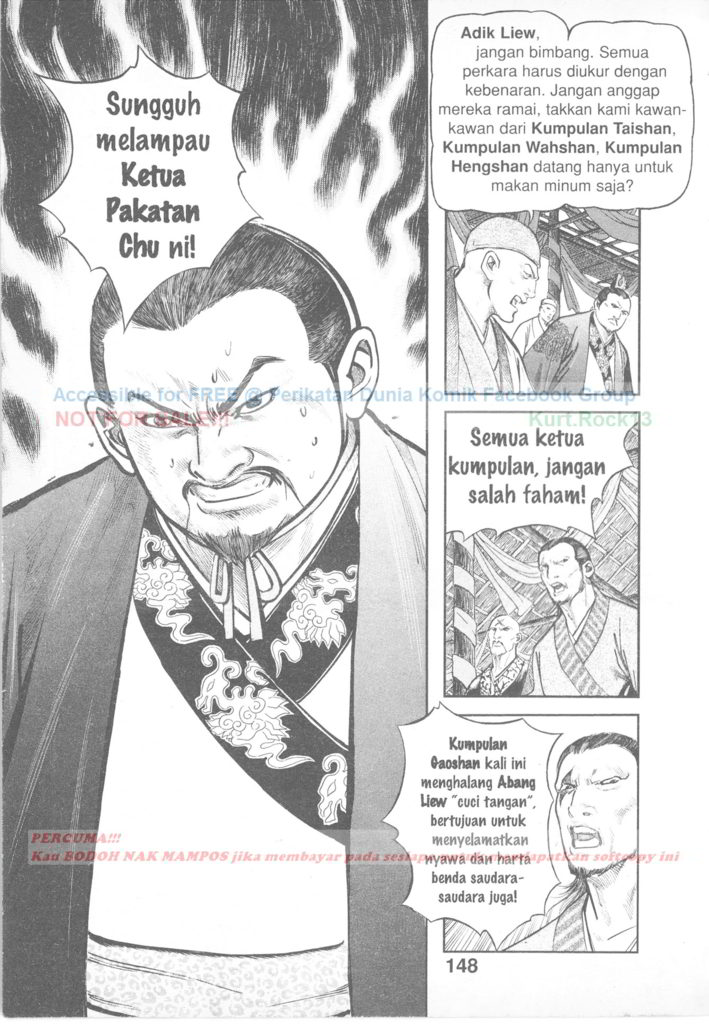 Adik Liew,
jangan bimbang. Semua
perkara harus diukur dengan
kebenaran. Jangan anggap
mereka ramai, takkan kami kawan-
kawan dari Kumpulan Taishan,
Kumpulan Wahshan, Kumpulan
Hengshan datang hanya untuk
makan minum saja?
Sungguh
melampau
Ketua
Pakatan
Chu ni!
Accessible for FREE @ Perikatan Dunia Komik Facebook Group
NOT FOR SALE!!!
Kurt.Rock13
Semua ketua
kumpulan, jangan
salah faham!
Kumpulan
Gaoshan kali ini
menghalang Abang
Liew "cuci tangan",
bertujuan untuk
menyelamatkan
nyawa dan harta
benda saudara-
saudara juga!
PERCUMA!!!
Kau BODOH NAK MAMPOS jika membayar pada sesiapa untuk softcopy ini
148